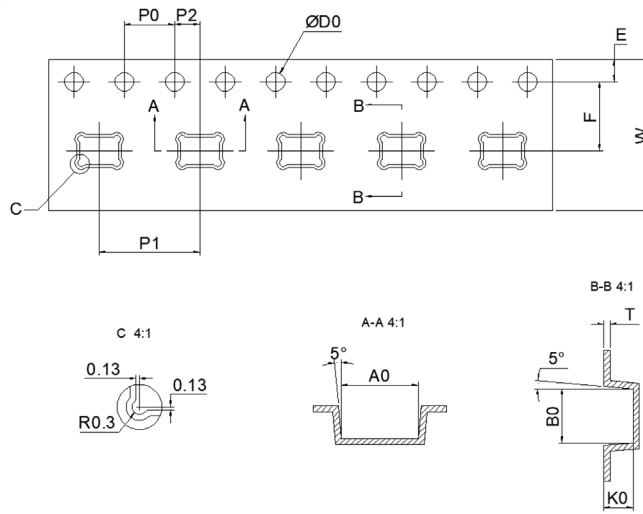 P0 P2 ØD0 E
A A B F W
C B
P1
B-B 4:1
C 4:1 A-A 4:1
T
0.13 5° 5°
0.13 A0
R0.3 B0
K0